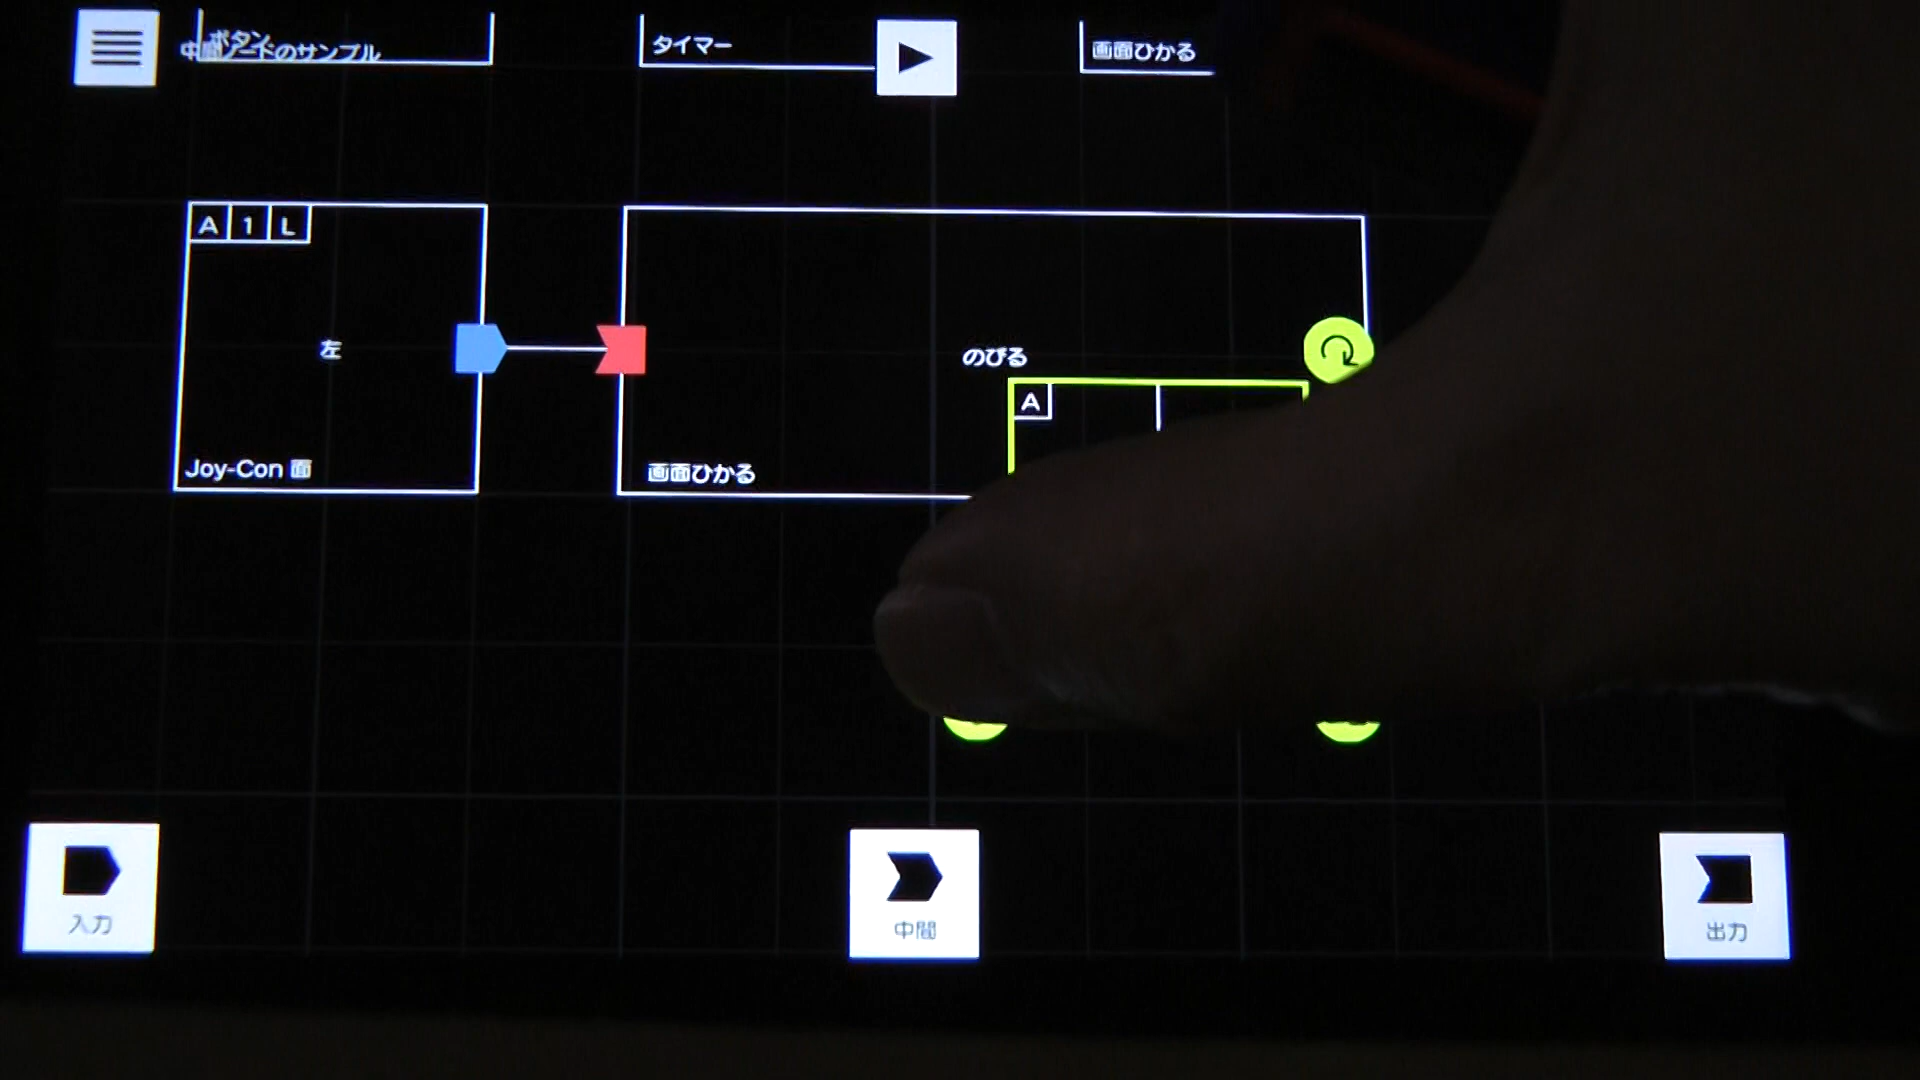 ボタン
中間ノードのサンプル
タイマー
画面ひかる
A 1 L
左
Joy-Con 面
のびる
A
画面ひかる
入力
中間
出力